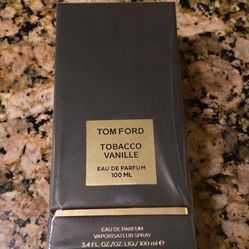 TOM FORD
TOBACCO
VANILLE
EAU DE PARFUM
100 ML
EAU DE PARFUM
VAPORISATEUR SPRAY
3.4 FL. OZ./OZ. LIQ./ 100 ml ℮